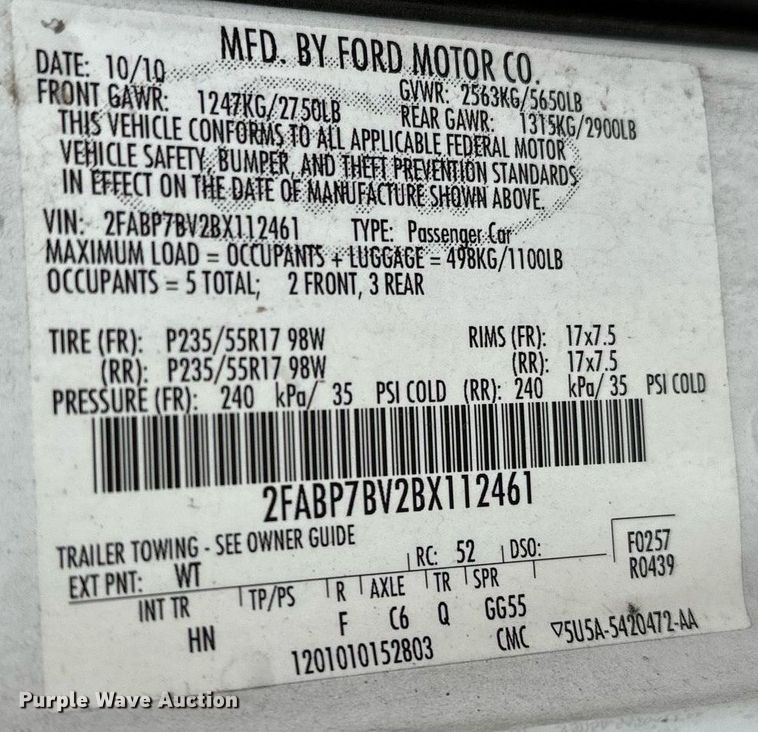 MFD. BY FORD MOTOR CO.
DATE: 10/10 GVWR: 2563KG/5650LB
FRONT GAWR: 1247KG/2750LB REAR GAWR: 1315KG/2900LB
THIS VEHICLE CONFORMS TO ALL APPLICABLE FEDERAL MOTOR
VEHICLE SAFETY, BUMPER, AND THEFT PREVENTION STANDARDS
IN EFFECT ON THE DATE OF MANUFACTURE SHOWN ABOVE.
VIN: 2FABP7BV2BX112461 TYPE: Passenger Car
MAXIMUM LOAD = OCCUPANTS + LUGGAGE = 498KG/1100LB
OCCUPANTS = 5 TOTAL; 2 FRONT, 3 REAR
TIRE (FR): P235/55R17 98W RIMS (FR): 17x7.5
(RR): P235/55R17 98W (RR): 17x7.5
PRESSURE (FR): 240 kPa/ 35 PSI COLD (RR): 240 kPa/ 35 PSI COLD
2FABP7BV2BX112461
TRAILER TOWING - SEE OWNER GUIDE
EXT PNT: WT RC: 52 DSO: F0257
R0439
INT TR TP/PS R AXLE TR SPR
HN F C6 Q GG55
1201010152803 CMC ▽5U5A-5420472-AA
Purple Wave Auction